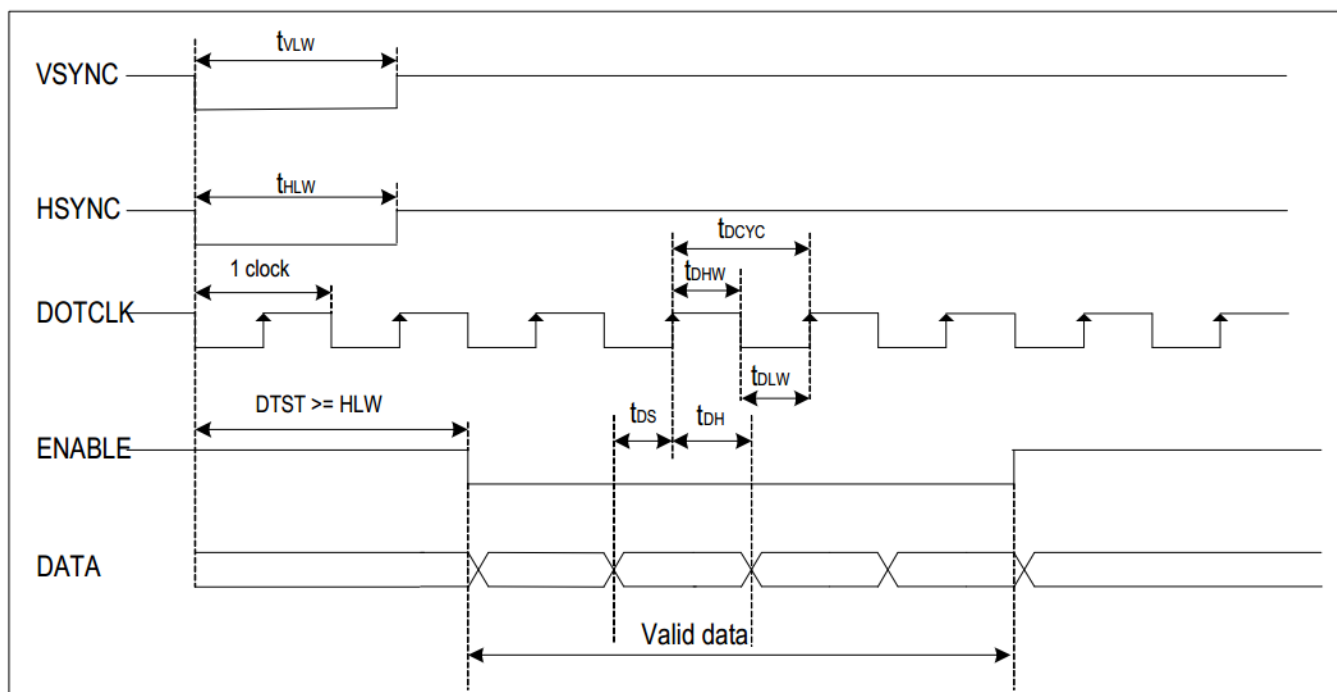 tVLW
VSYNC
tHLW
HSYNC
tDCYC
1 clock
tDHW
DOTCLK
tDLW
DTST >= HLW
tDS
tDH
ENABLE
DATA
Valid data